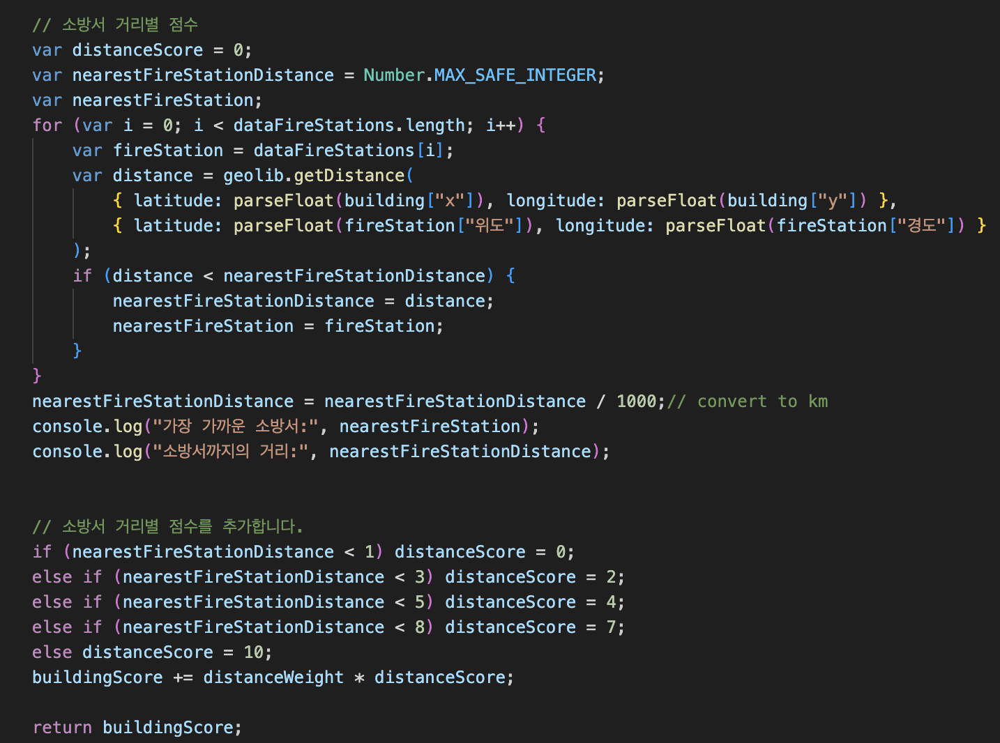 // 소방서 거리별 점수
var distanceScore = 0;
var nearestFireStationDistance = Number.MAX_SAFE_INTEGER;
var nearestFireStation;
for (var i = 0; i < dataFireStations.length; i++) {
    var fireStation = dataFireStations[i];
    var distance = geolib.getDistance(
        { latitude: parseFloat(building["x"]), longitude: parseFloat(building["y"]) },
        { latitude: parseFloat(fireStation["위도"]), longitude: parseFloat(fireStation["경도"]) }
    );
    if (distance < nearestFireStationDistance) {
        nearestFireStationDistance = distance;
        nearestFireStation = fireStation;
    }
}
nearestFireStationDistance = nearestFireStationDistance / 1000;// convert to km
console.log("가장 가까운 소방서:", nearestFireStation);
console.log("소방서까지의 거리:", nearestFireStationDistance);
// 소방서 거리별 점수를 추가합니다.
if (nearestFireStationDistance < 1) distanceScore = 0;
else if (nearestFireStationDistance < 3) distanceScore = 2;
else if (nearestFireStationDistance < 5) distanceScore = 4;
else if (nearestFireStationDistance < 8) distanceScore = 7;
else distanceScore = 10;
buildingScore += distanceWeight * distanceScore;
return buildingScore;